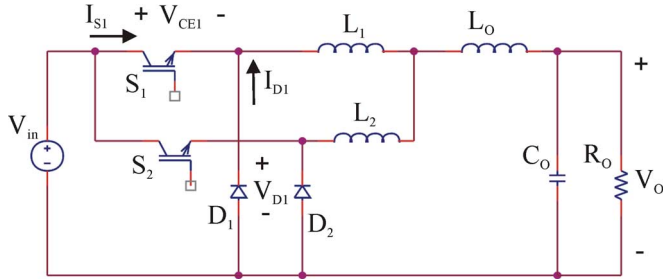 I_S1 + V_CE1 -
L_1 L_O
S_1 I_D1
+
V_in + -
L_2
S_2
+ V_D1 -
D_1 D_2
C_O R_O V_O
-